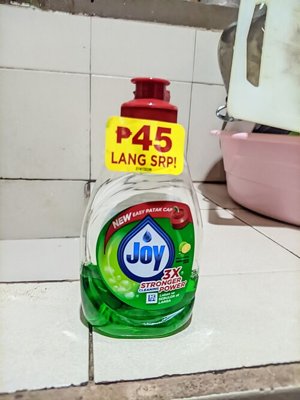 ₱45
LANG SRP!
NEW EASY PATAK CAP
Joy
3X
STRONGER
CLEANING POWER